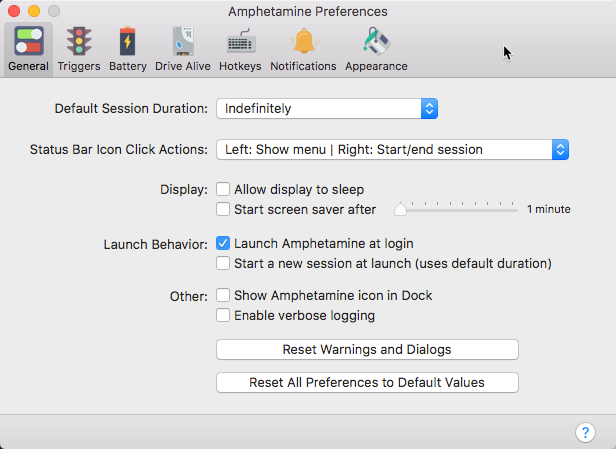 Amphetamine Preferences
General Triggers Battery Drive Alive Hotkeys Notifications Appearance
Default Session Duration: Indefinitely
Status Bar Icon Click Actions: Left: Show menu | Right: Start/end session
Display: Allow display to sleep
Start screen saver after 1 minute
Launch Behavior: Launch Amphetamine at login
Start a new session at launch (uses default duration)
Other: Show Amphetamine icon in Dock
Enable verbose logging
Reset Warnings and Dialogs
Reset All Preferences to Default Values
?